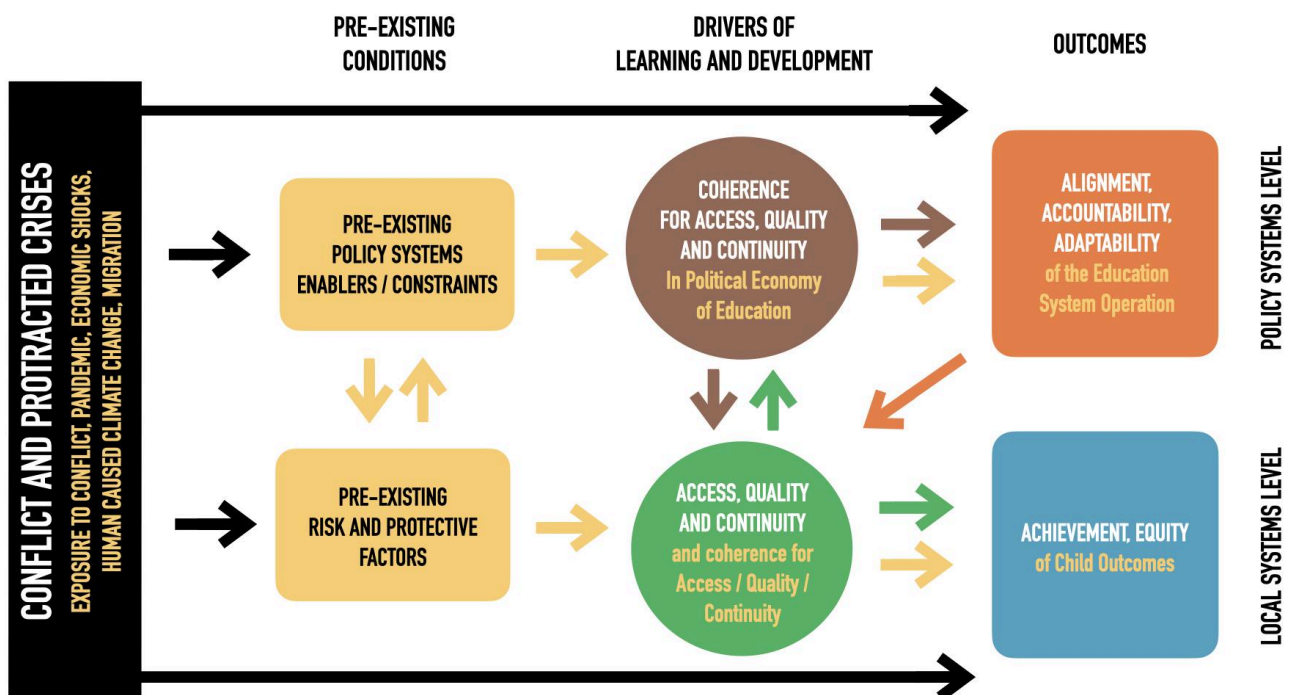 PRE-EXISTING
CONDITIONS
DRIVERS OF
LEARNING AND DEVELOPMENT
OUTCOMES
CONFLICT AND PROTRACTED CRISES
EXPOSURE TO CONFLICT, PANDEMIC, ECONOMIC SHOCKS,
HUMAN CAUSED CLIMATE CHANGE, MIGRATION
PRE-EXISTING
POLICY SYSTEMS
ENABLERS / CONSTRAINTS
COHERENCE
FOR ACCESS, QUALITY
AND CONTINUITY
In Political Economy
of Education
ALIGNMENT,
ACCOUNTABILITY,
ADAPTABILITY
of the Education
System Operation
POLICY SYSTEMS LEVEL
PRE-EXISTING
RISK AND PROTECTIVE
FACTORS
ACCESS, QUALITY
AND CONTINUITY
and coherence for
Access / Quality /
Continuity
ACHIEVEMENT, EQUITY
of Child Outcomes
LOCAL SYSTEMS LEVEL